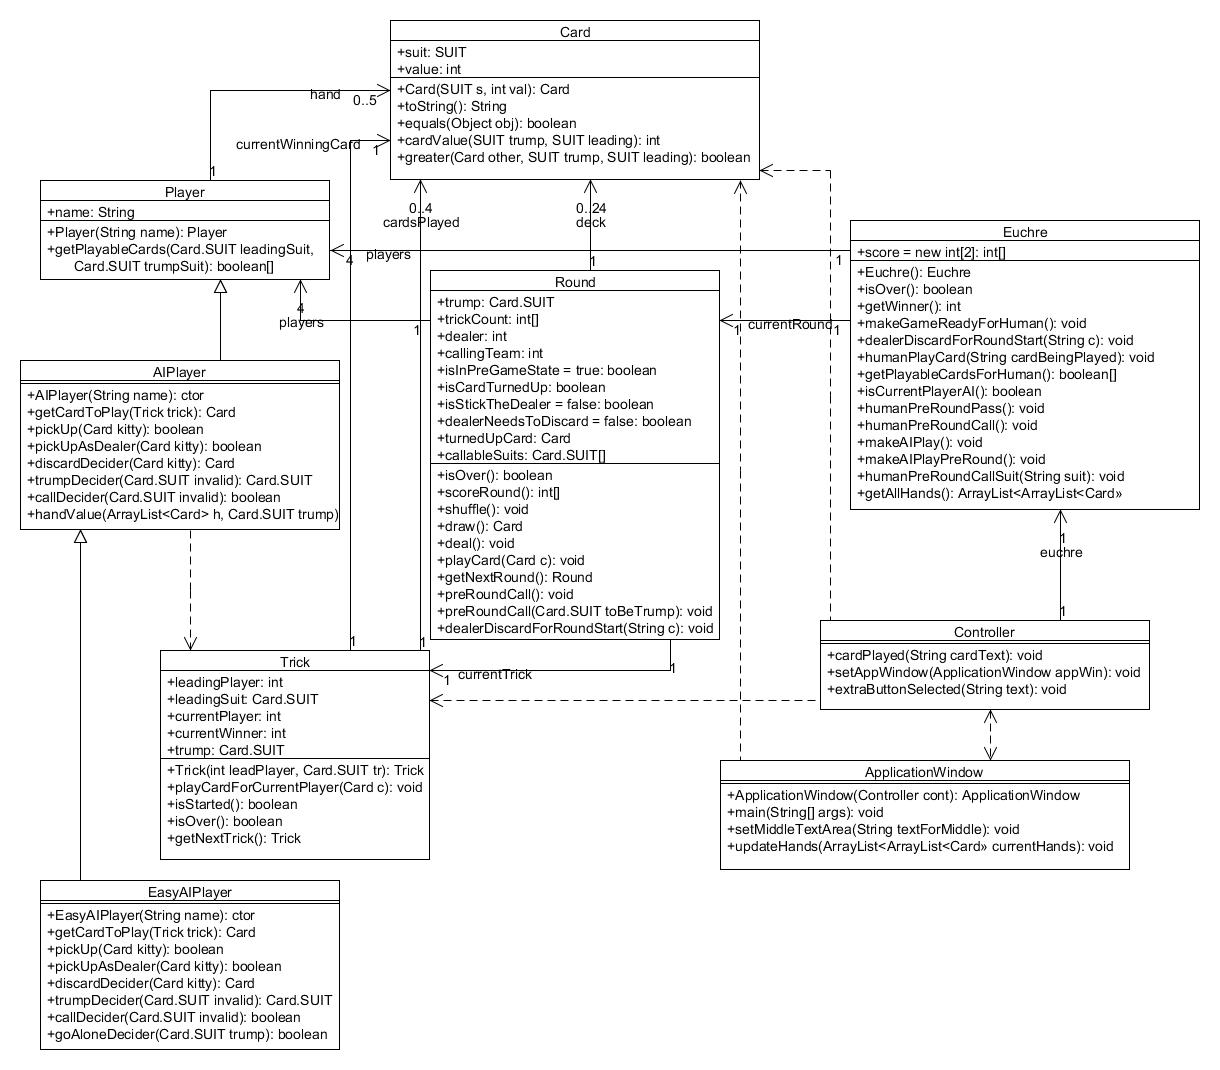 Card
+suit: SUIT
+value: int
+Card(SUIT s, int val): Card
+toString(): String
+equals(Object obj): boolean
+cardValue(SUIT trump, SUIT leading): int
+greater(Card other, SUIT trump, SUIT leading): boolean
hand
0..5
1
currentWinningCard
1
Player
+name: String
+Player(String name): Player
+getPlayableCards(Card.SUIT leadingSuit,
Card.SUIT trumpSuit): boolean[]
0..4
cardsPlayed
0..24
deck
1
4
players
1
4
players
1
Euchre
+score = new int[2]: int[]
+Euchre(): Euchre
+isOver(): boolean
+getWinner(): int
+makeGameReadyForHuman(): void
+dealerDiscardForRoundStart(String c): void
+humanPlayCard(String cardBeingPlayed): void
+getPlayableCardsForHuman(): boolean[]
+isCurrentPlayerAI(): boolean
+humanPreRoundPass(): void
+humanPreRoundCall(): void
+makeAIPlay(): void
+makeAIPlayPreRound(): void
+humanPreRoundCallSuit(String suit): void
+getAllHands(): ArrayList<ArrayList<Card»
Round
+trump: Card.SUIT
+trickCount: int[]
+dealer: int
+callingTeam: int
+isInPreGameState = true: boolean
+isCardTurnedUp: boolean
+isStickTheDealer = false: boolean
+dealerNeedsToDiscard = false: boolean
+turnedUpCard: Card
+callableSuits: Card.SUIT[]
+isOver(): boolean
+scoreRound(): int[]
+shuffle(): void
+draw(): Card
+deal(): void
+playCard(Card c): void
+getNextRound(): Round
+preRoundCall(): void
+preRoundCall(Card.SUIT toBeTrump): void
+dealerDiscardForRoundStart(String c): void
1
currentRound
1
AIPlayer
+AIPlayer(String name): ctor
+getCardToPlay(Trick trick): Card
+pickUp(Card kitty): boolean
+pickUpAsDealer(Card kitty): boolean
+discardDecider(Card kitty): Card
+trumpDecider(Card.SUIT invalid): Card.SUIT
+callDecider(Card.SUIT invalid): boolean
+handValue(ArrayList<Card> h, Card.SUIT trump)
1
euchre
1
Controller
+cardPlayed(String cardText): void
+setAppWindow(ApplicationWindow appWin): void
+extraButtonSelected(String text): void
1
1
1
currentTrick
1
Trick
+leadingPlayer: int
+leadingSuit: Card.SUIT
+currentPlayer: int
+currentWinner: int
+trump: Card.SUIT
+Trick(int leadPlayer, Card.SUIT tr): Trick
+playCardForCurrentPlayer(Card c): void
+isStarted(): boolean
+isOver(): boolean
+getNextTrick(): Trick
ApplicationWindow
+ApplicationWindow(Controller cont): ApplicationWindow
+main(String[] args): void
+setMiddleTextArea(String textForMiddle): void
+updateHands(ArrayList<ArrayList<Card» currentHands): void
EasyAIPlayer
+EasyAIPlayer(String name): ctor
+getCardToPlay(Trick trick): Card
+pickUp(Card kitty): boolean
+pickUpAsDealer(Card kitty): boolean
+discardDecider(Card kitty): Card
+trumpDecider(Card.SUIT invalid): Card.SUIT
+callDecider(Card.SUIT invalid): boolean
+goAloneDecider(Card.SUIT trump): boolean